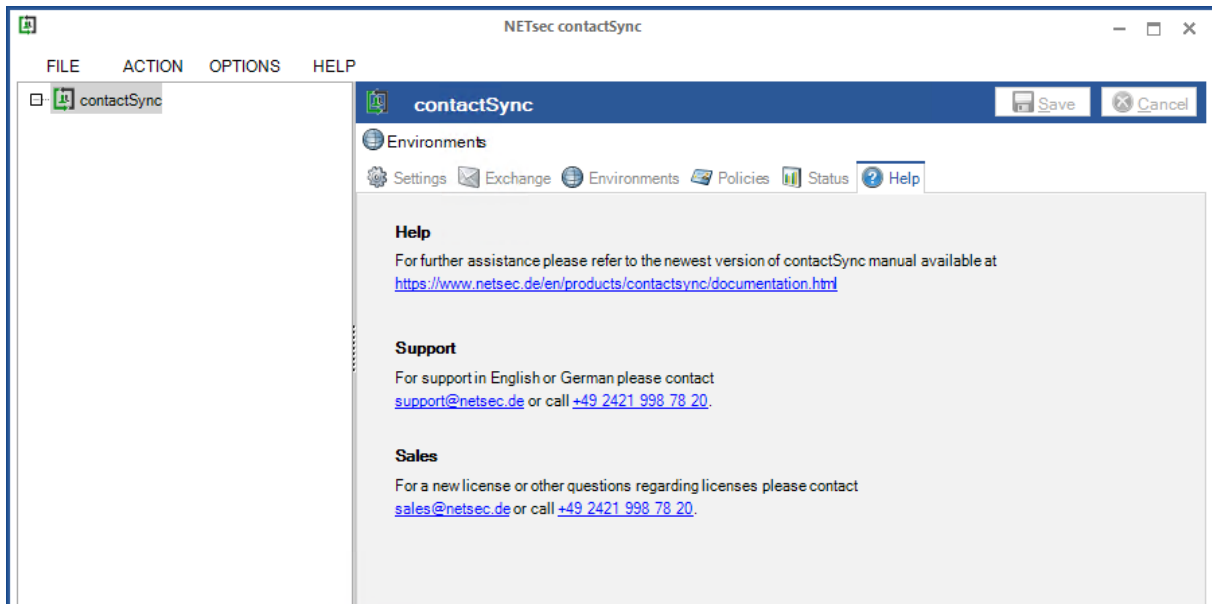 NETsec contactSync
FILE ACTION OPTIONS HELP
contactSync
contactSync Save Cancel
Environments
Settings Exchange Environments Policies Status Help
Help
For further assistance please refer to the newest version of contactSync manual available at
https://www.netsec.de/en/products/contactsync/documentation.html
Support
For support in English or German please contact
support@netsec.de or call +49 2421 998 78 20.
Sales
For a new license or other questions regarding licenses please contact
sales@netsec.de or call +49 2421 998 78 20.